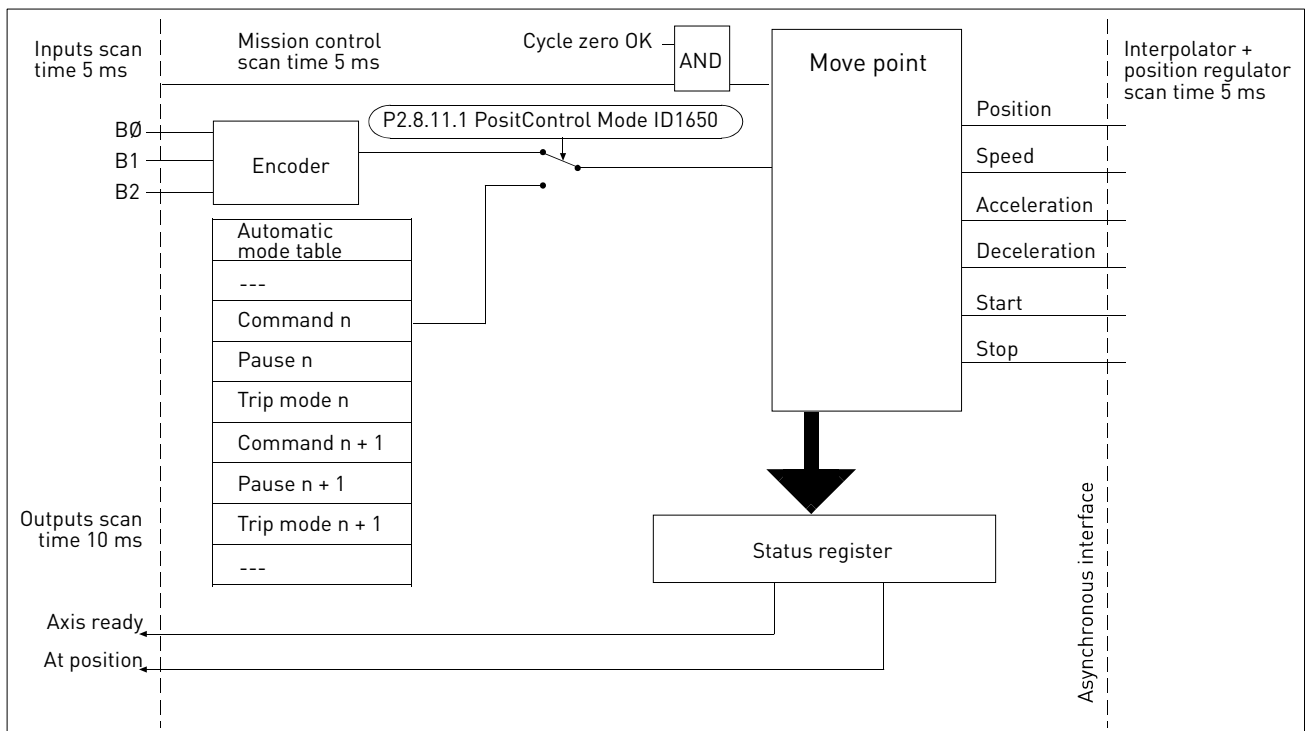 Inputs scan
time 5 ms
Mission control
scan time 5 ms
Cycle zero OK
AND
Move point
Interpolator +
position regulator
scan time 5 ms
P2.8.11.1 PositControl Mode ID1650
BØ
B1
B2
Encoder
Position
Speed
Acceleration
Deceleration
Start
Stop
Automatic
mode table
---
Command n
Pause n
Trip mode n
Command n + 1
Pause n + 1
Trip mode n + 1
---
Outputs scan
time 10 ms
Status register
Axis ready
At position
Asynchronous interface